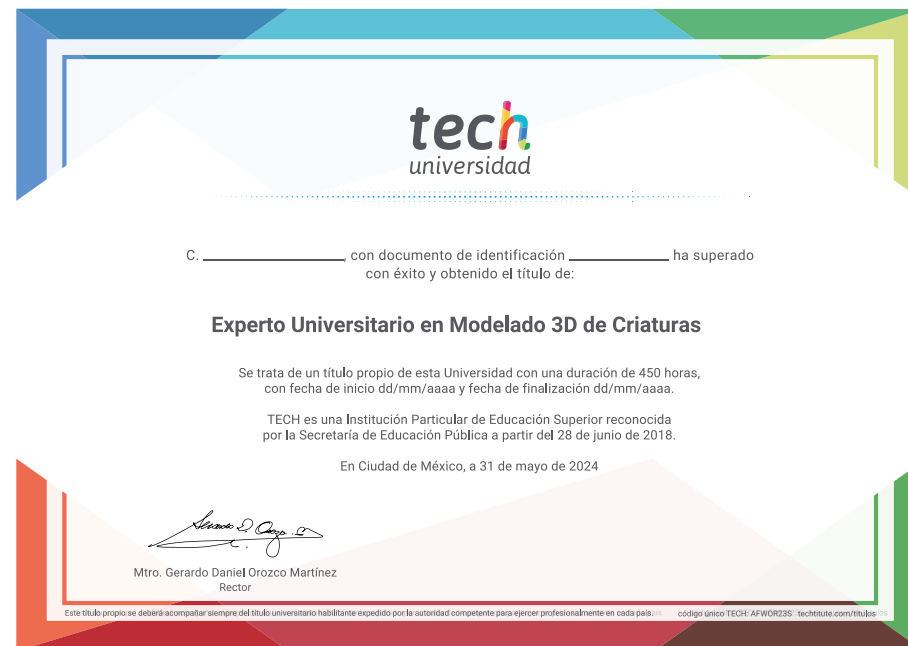 tech
universidad
C. ____________, con documento de identificación ____________ ha superado
con éxito y obtenido el título de:
Experto Universitario en Modelado 3D de Criaturas
Se trata de un título propio de esta Universidad con una duración de 450 horas,
con fecha de inicio dd/mm/aaaa y fecha de finalización dd/mm/aaaa.
TECH es una Institución Particular de Educación Superior reconocida
por la Secretaría de Educación Pública a partir del 28 de junio de 2018.
En Ciudad de México, a 31 de mayo de 2024
Mtro. Gerardo Daniel Orozco Martínez
Rector
Este título propio se deberá acompañar siempre del título universitario habilitante expedido por la autoridad competente para ejercer profesionalmente en cada país. código único TECH: AFWOR23S techtitute.com/titulos